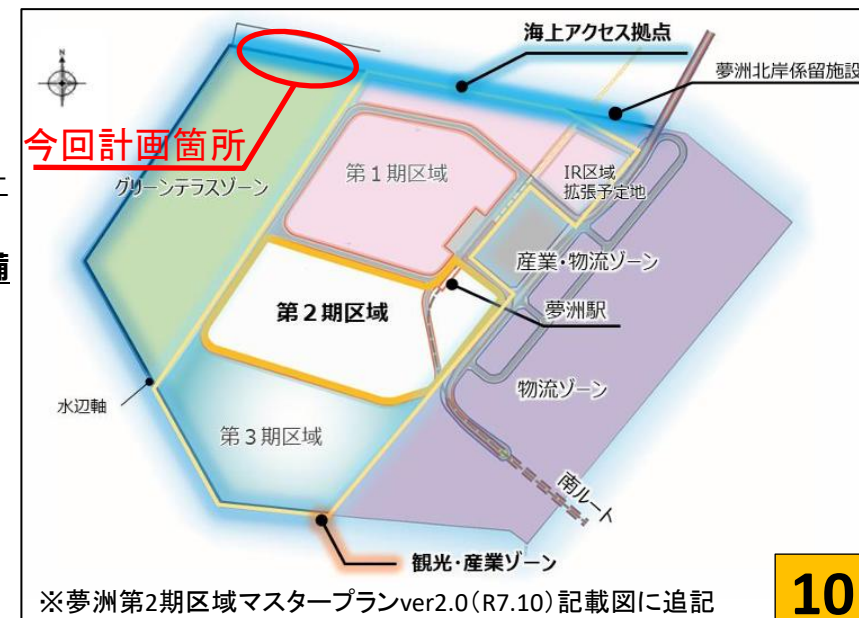 海上アクセス拠点
夢洲北岸係留施設
N
今回計画箇所
グリーンテラスゾーン
第1期区域
IR区域
拡張予定地
産業・物流ゾーン
備
第2期区域
夢洲駅
物流ゾーン
水辺軸
第3期区域
南ルート
観光・産業ゾーン
※夢洲第2期区域マスタープランver2.0(R7.10)記載図に追記
10